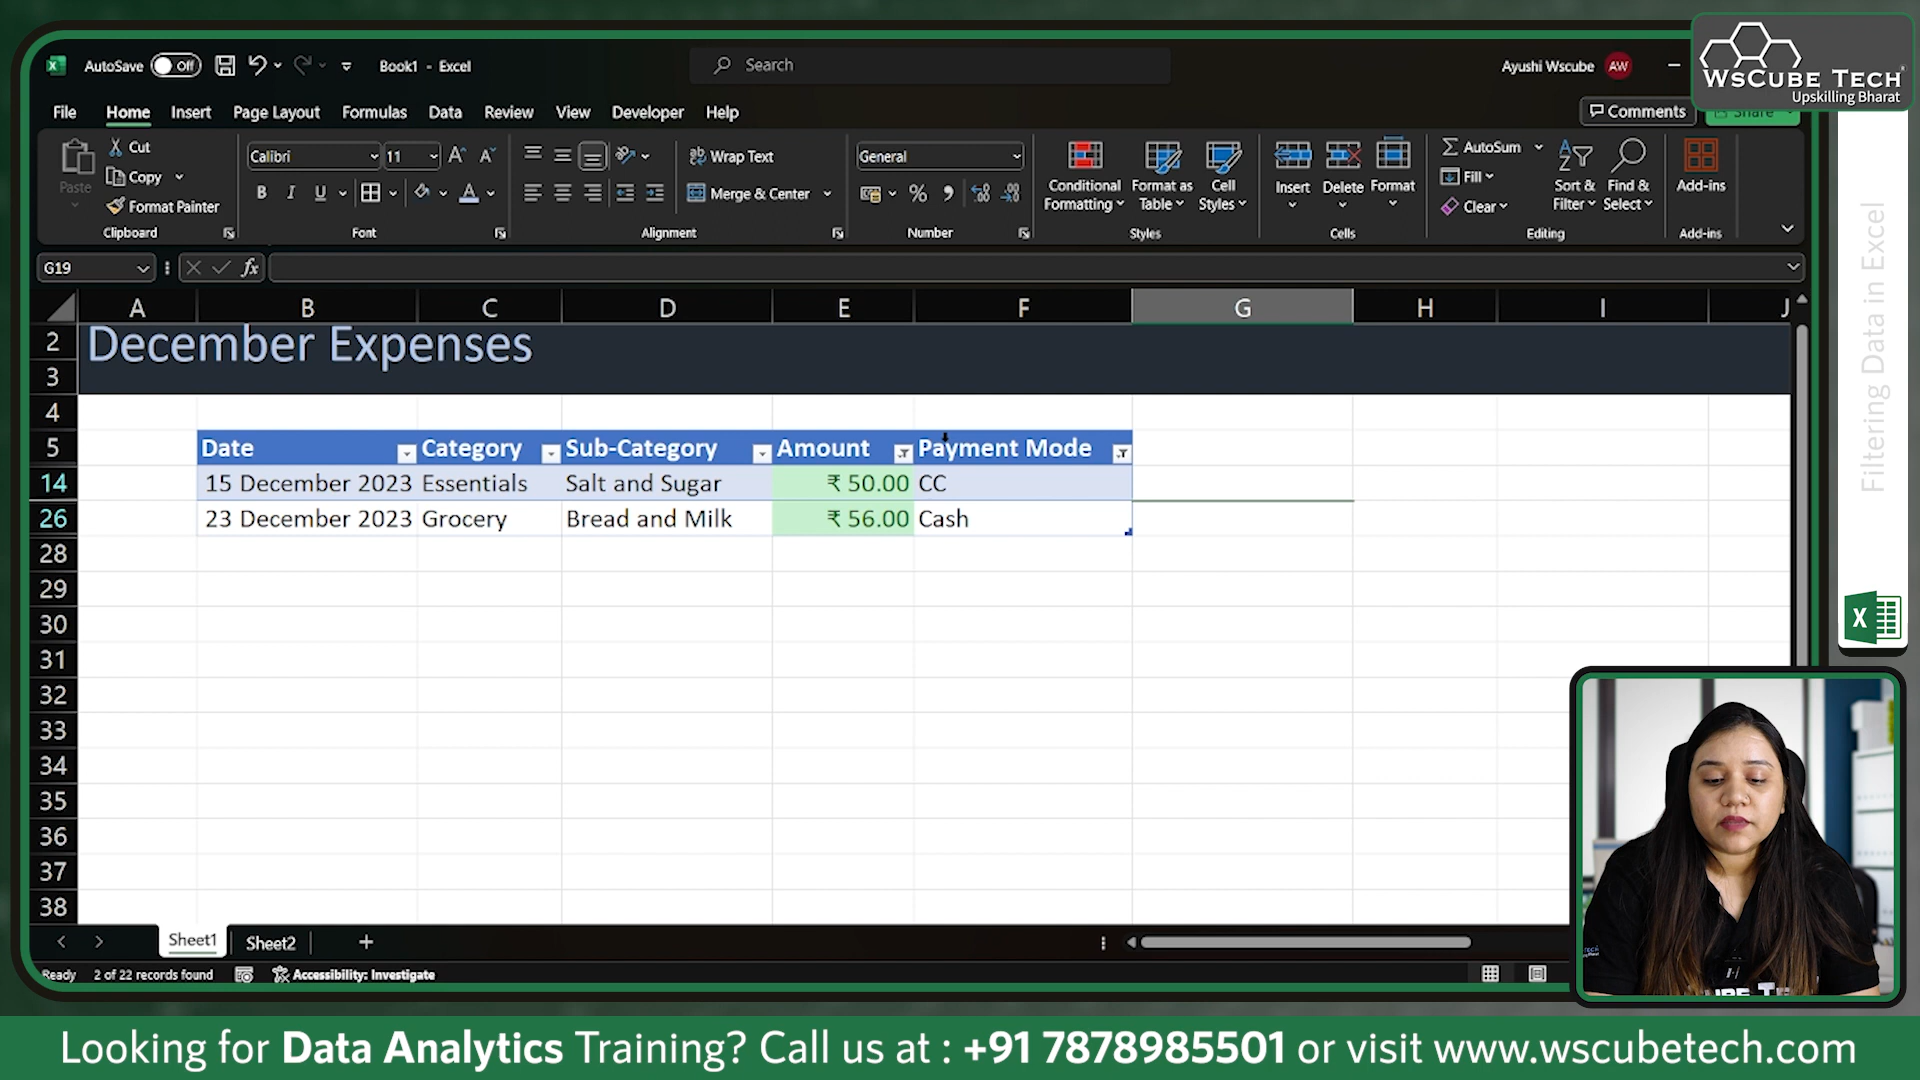 WsCube Tech
Upskilling Bharat
AutoSave Off Book1 - Excel Search Ayushi Wscube AW
File Home Insert Page Layout Formulas Data Review View Developer Help Comments Share
Paste Cut Copy Format Painter Clipboard
Calibri 11 B I U A Font
Wrap Text Merge & Center Alignment
General % Number
Conditional Formatting Format as Table Cell Styles Styles
Insert Delete Format Cells
AutoSum Fill Clear Sort & Filter Find & Select Editing
Add-ins Add-ins
G19 fx
A B C D E F G H I J
2 December Expenses
3
4
5 Date Category Sub-Category Amount Payment Mode
14 15 December 2023 Essentials Salt and Sugar ₹ 50.00 CC
26 23 December 2023 Grocery Bread and Milk ₹ 56.00 Cash
28
29
30
31
32
33
34
35
36
37
38
Sheet1 Sheet2 +
Ready 2 of 22 records found Accessibility: Investigate
Filtering Data in Excel
X
Looking for Data Analytics Training? Call us at : +91 7878985501 or visit www.wscubetech.com